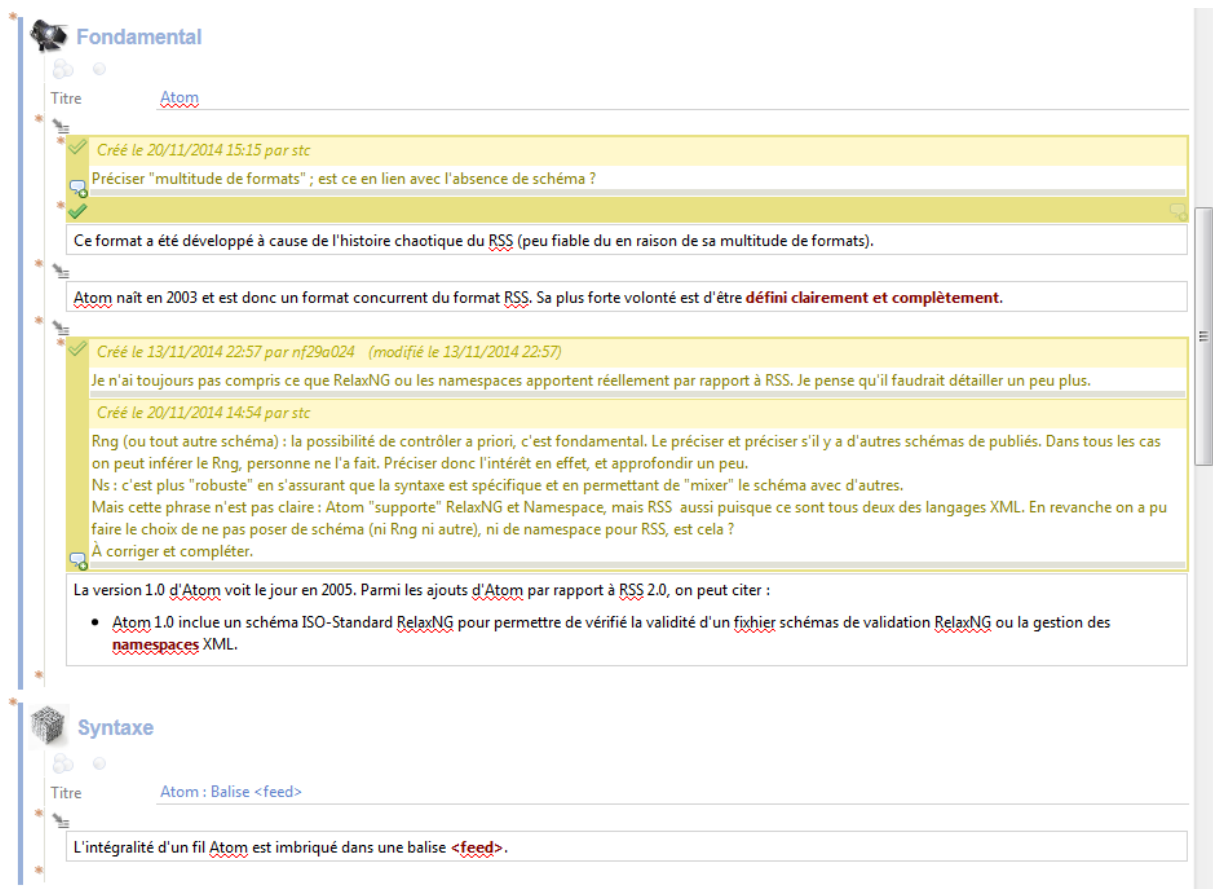 Fondamental
Titre Atom
Créé le 20/11/2014 15:15 par stc
Préciser "multitude de formats" ; est ce en lien avec l'absence de schéma ?
Ce format a été développé à cause de l'histoire chaotique du RSS (peu fiable du en raison de sa multitude de formats).
Atom naît en 2003 et est donc un format concurrent du format RSS. Sa plus forte volonté est d'être défini clairement et complètement.
Créé le 13/11/2014 22:57 par nf29a024 (modifié le 13/11/2014 22:57)
Je n'ai toujours pas compris ce que RelaxNG ou les namespaces apportent réellement par rapport à RSS. Je pense qu'il faudrait détailler un peu plus.
Créé le 20/11/2014 14:54 par stc
Rng (ou tout autre schéma) : la possibilité de contrôler a priori, c'est fondamental. Le préciser et préciser s'il y a d'autres schémas de publiés. Dans tous les cas
on peut inférer le Rng, personne ne l'a fait. Préciser donc l'intérêt en effet, et approfondir un peu.
Ns : c'est plus "robuste" en s'assurant que la syntaxe est spécifique et en permettant de "mixer" le schéma avec d'autres.
Mais cette phrase n'est pas claire : Atom "supporte" RelaxNG et Namespace, mais RSS aussi puisque ce sont tous deux des langages XML. En revanche on a pu
faire le choix de ne pas poser de schéma (ni Rng ni autre), ni de namespace pour RSS, est cela ?
À corriger et compléter.
La version 1.0 d'Atom voit le jour en 2005. Parmi les ajouts d'Atom par rapport à RSS 2.0, on peut citer :
• Atom 1.0 inclue un schéma ISO-Standard RelaxNG pour permettre de vérifié la validité d'un fixhier schémas de validation RelaxNG ou la gestion des
namespaces XML.
Syntaxe
Titre Atom : Balise <feed>
L'intégralité d'un fil Atom est imbriqué dans une balise <feed>.